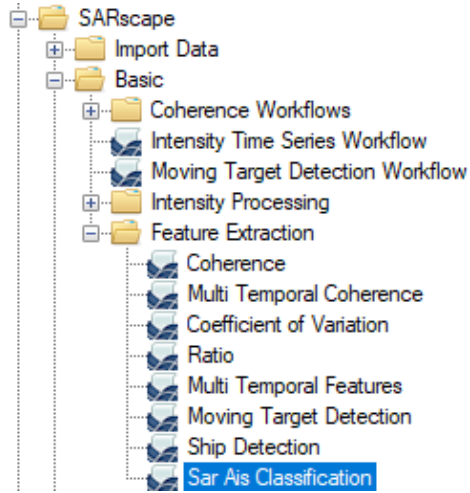 SARscape
Import Data
Basic
Coherence Workflows
Intensity Time Series Workflow
Moving Target Detection Workflow
Intensity Processing
Feature Extraction
Coherence
Multi Temporal Coherence
Coefficient of Variation
Ratio
Multi Temporal Features
Moving Target Detection
Ship Detection
Sar Ais Classification